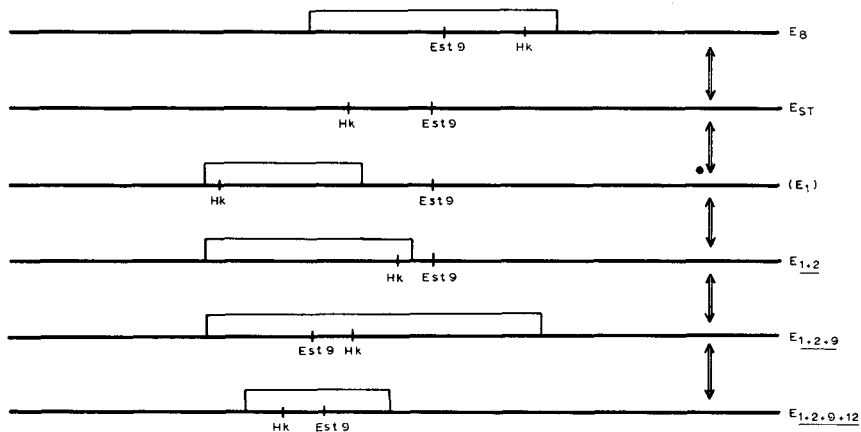 E8
Est 9 Hk
EST
Hk Est 9
(E1)
Hk Est 9
E1+2
Hk Est 9
E1+2+9
Est 9 Hk
E1+2+9+12
Hk Est 9